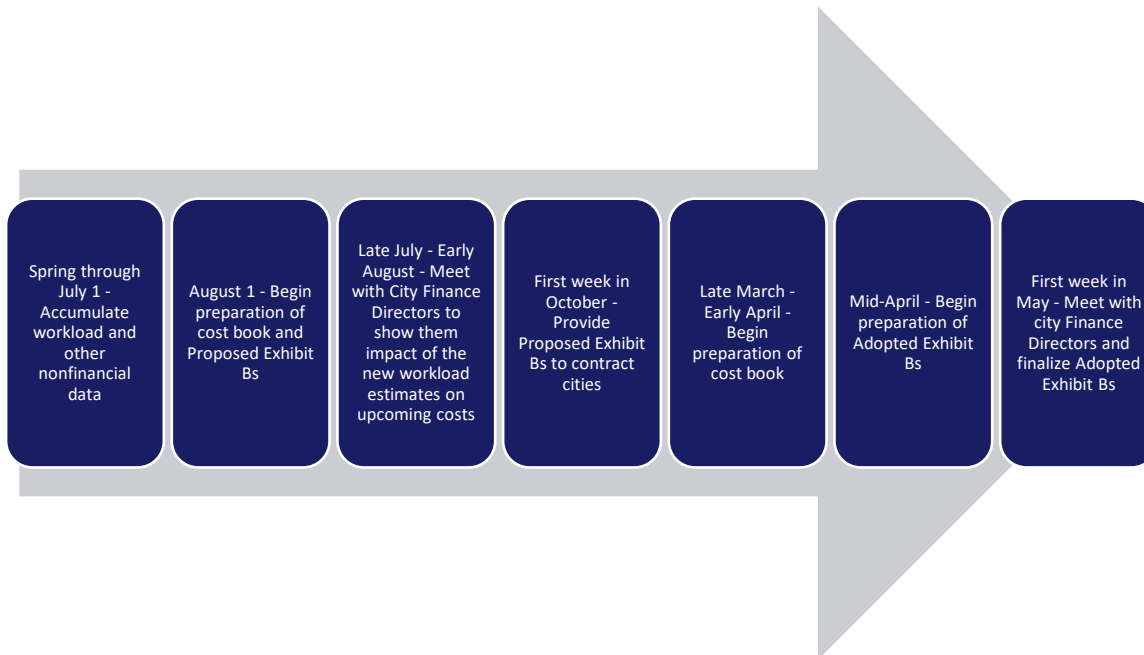 Spring through
July 1 -
Accumulate
workload and
other
nonfinancial
data
August 1 - Begin
preparation of
cost book and
Proposed Exhibit
Bs
Late July - Early
August - Meet
with City Finance
Directors to
show them
impact of the
new workload
estimates on
upcoming costs
First week in
October -
Provide
Proposed Exhibit
Bs to contract
cities
Late March -
Early April -
Begin
preparation of
cost book
Mid-April - Begin
preparation of
Adopted Exhibit
Bs
First week in
May - Meet with
city Finance
Directors and
finalize Adopted
Exhibit Bs